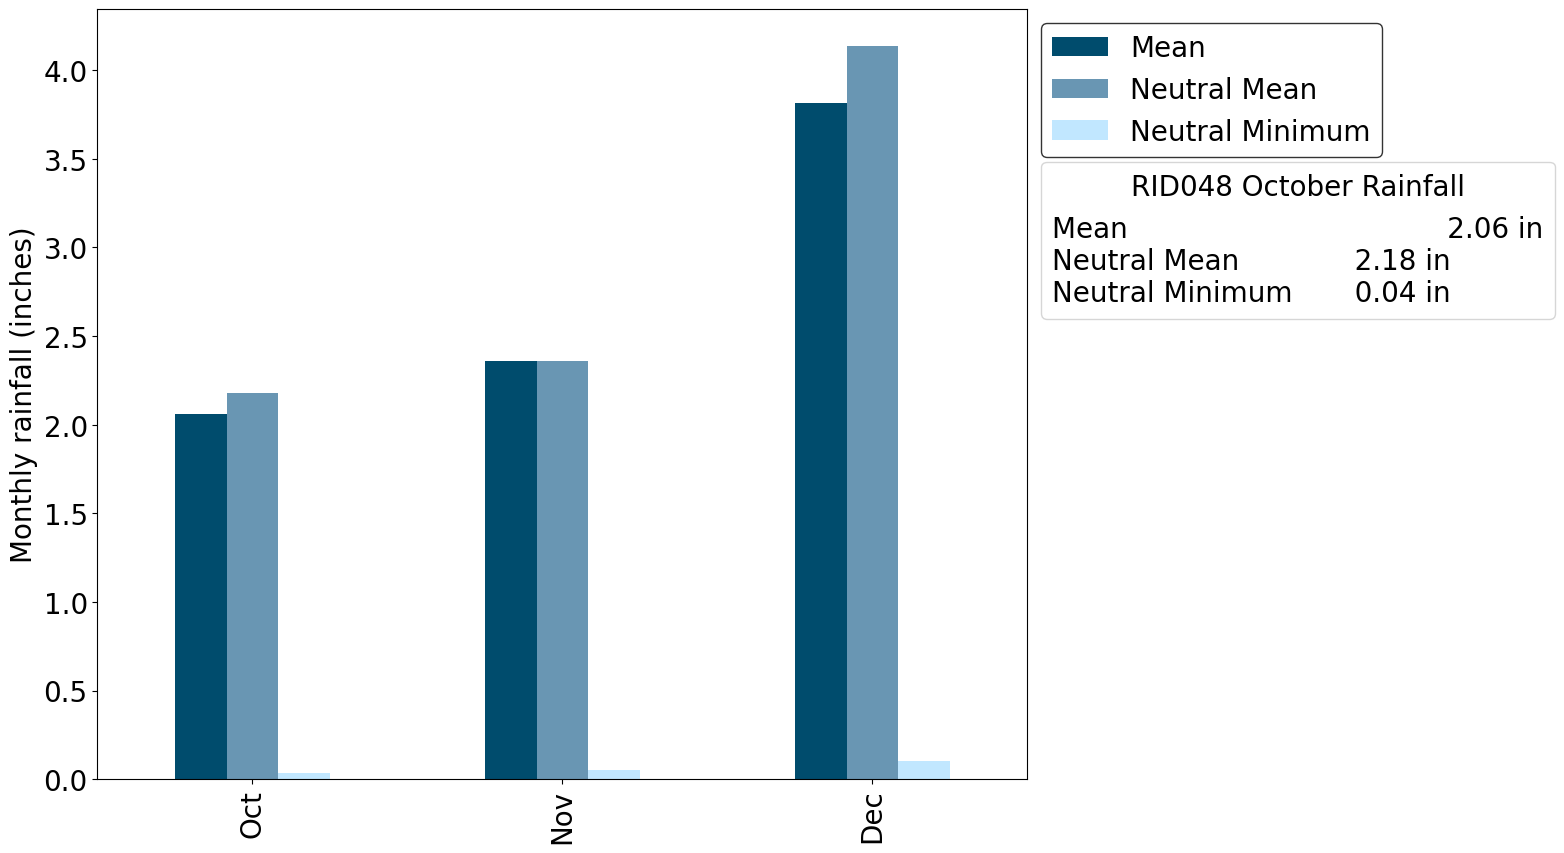 Monthly rainfall (inches)
4.0
3.5
3.0
2.5
2.0
1.5
1.0
0.5
0.0
Oct
Nov
Dec
Mean
Neutral Mean
Neutral Minimum
RID048 October Rainfall
Mean 2.06 in
Neutral Mean 2.18 in
Neutral Minimum 0.04 in